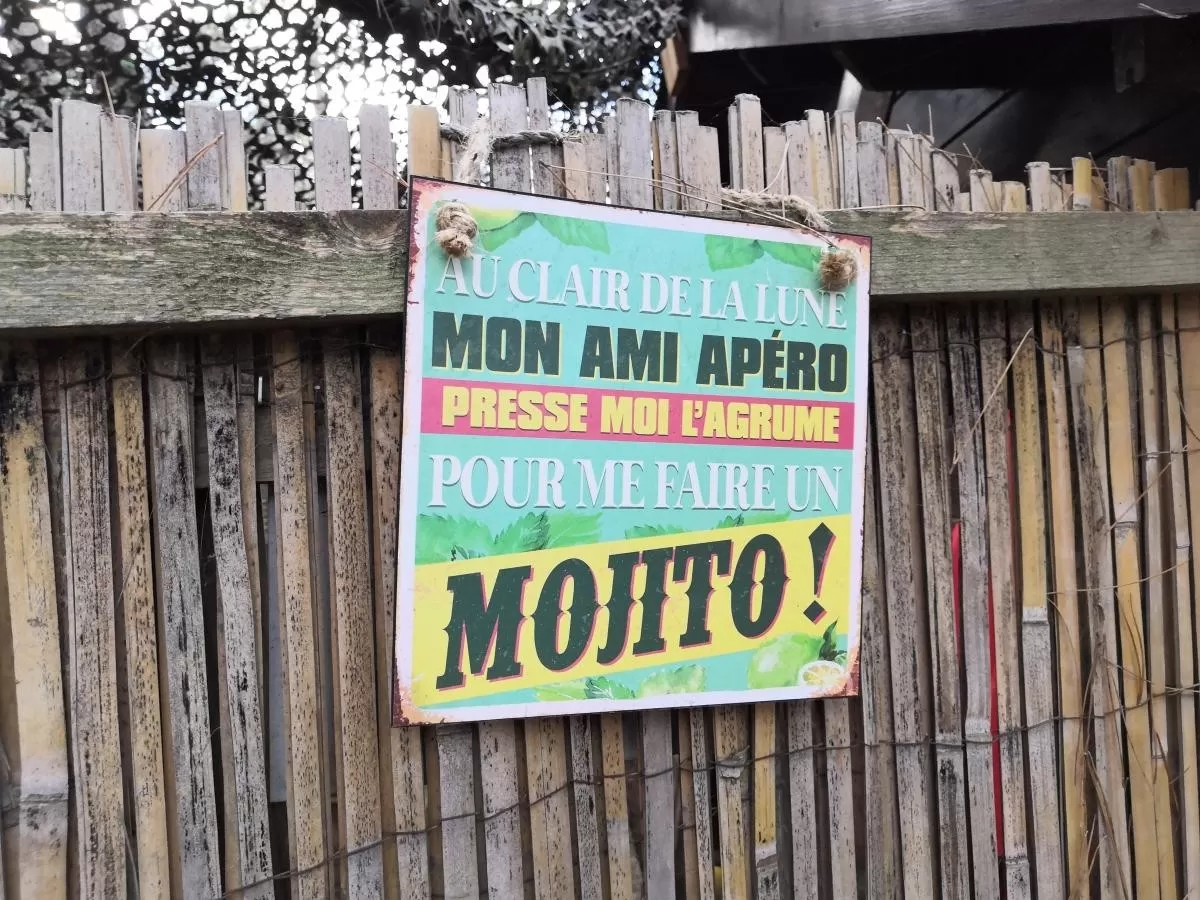 AU CLAIR DE LA LUNE
MON AMI APÉRO
PRESSE MOI L'AGRUME
POUR ME FAIRE UN
MOJITO !